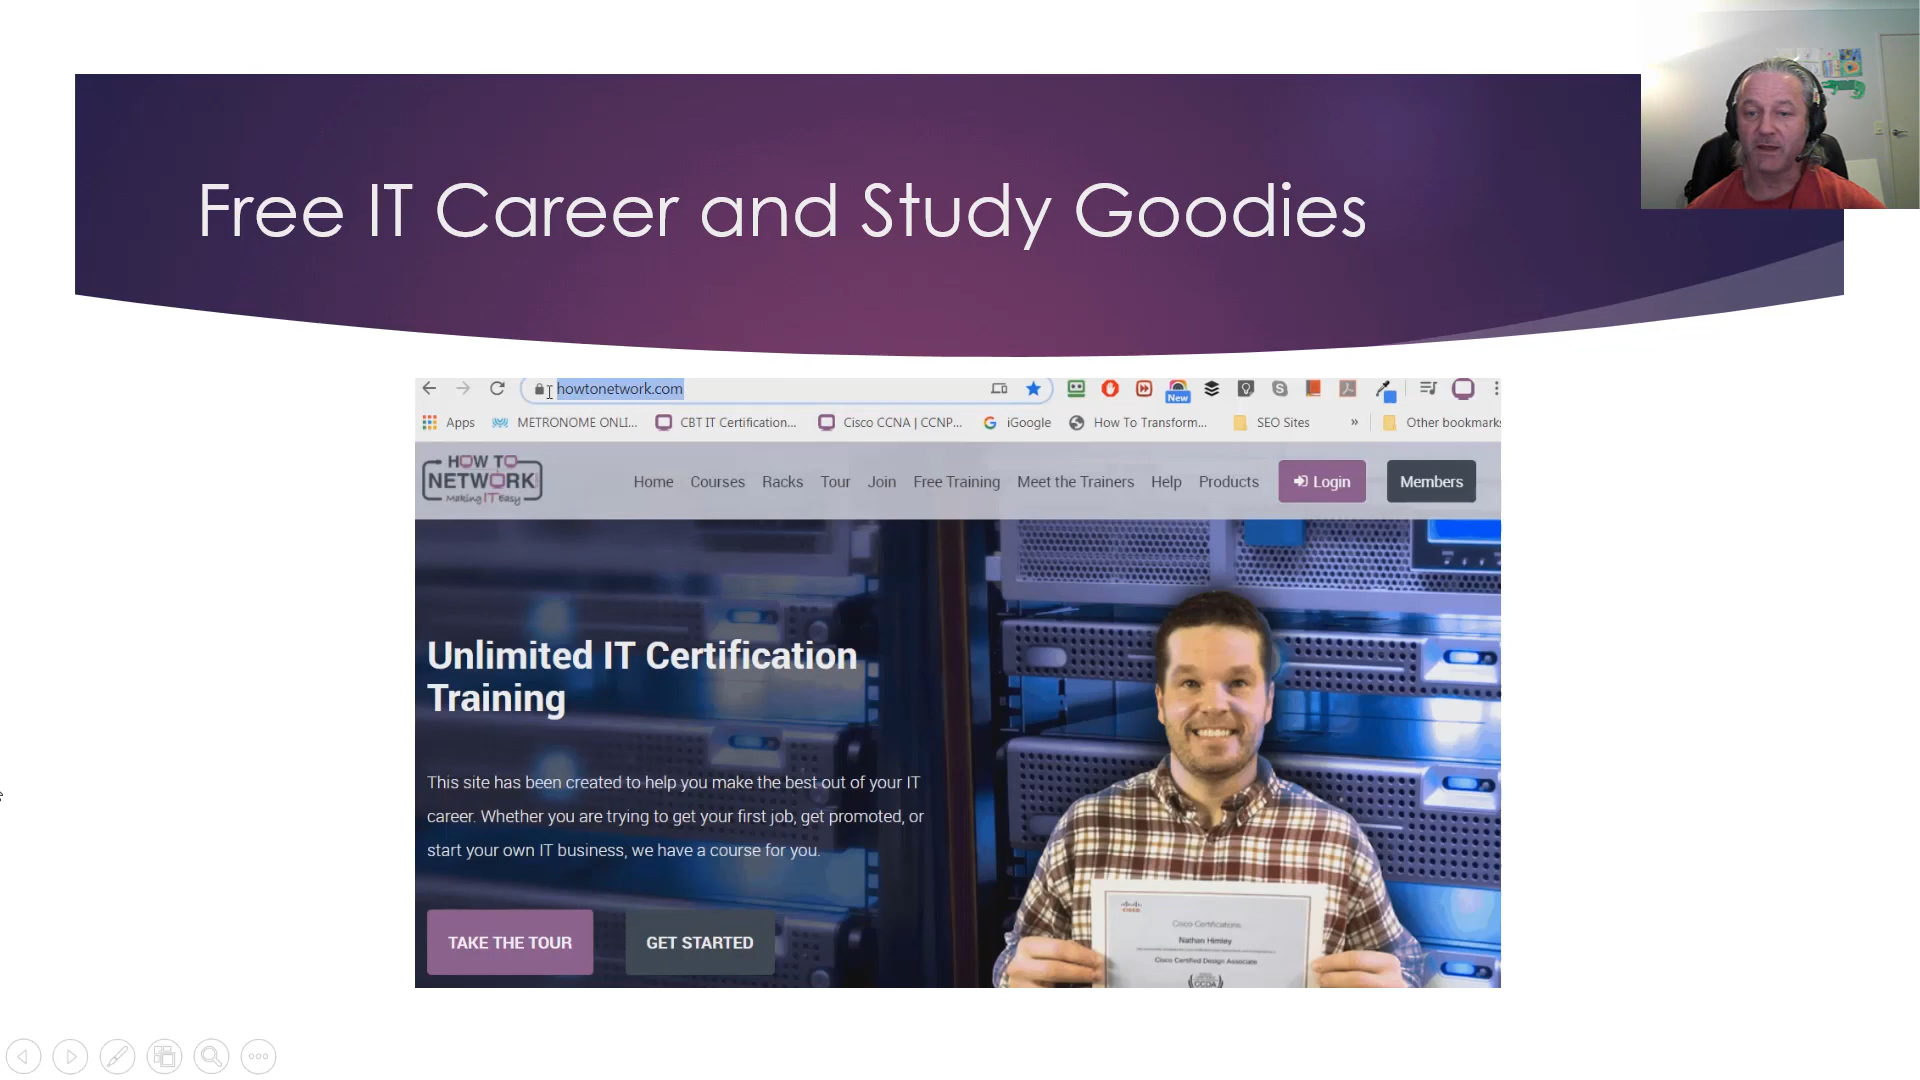 Free IT Career and Study Goodies
howtonetwork.com
New
Apps METRONOME ONLI... CBT IT Certification... Cisco CCNA | CCNP... iGoogle How To Transform... SEO Sites » Other bookmarks
HOW TO
NETWORK
Making IT Easy
Home Courses Racks Tour Join Free Training Meet the Trainers Help Products Login Members
Unlimited IT Certification
Training
This site has been created to help you make the best out of your IT
career. Whether you are trying to get your first job, get promoted, or
start your own IT business, we have a course for you.
TAKE THE TOUR GET STARTED
CISCO
Cisco Certifications
Nathan Himley
Cisco Certified Design Associate
CCDA